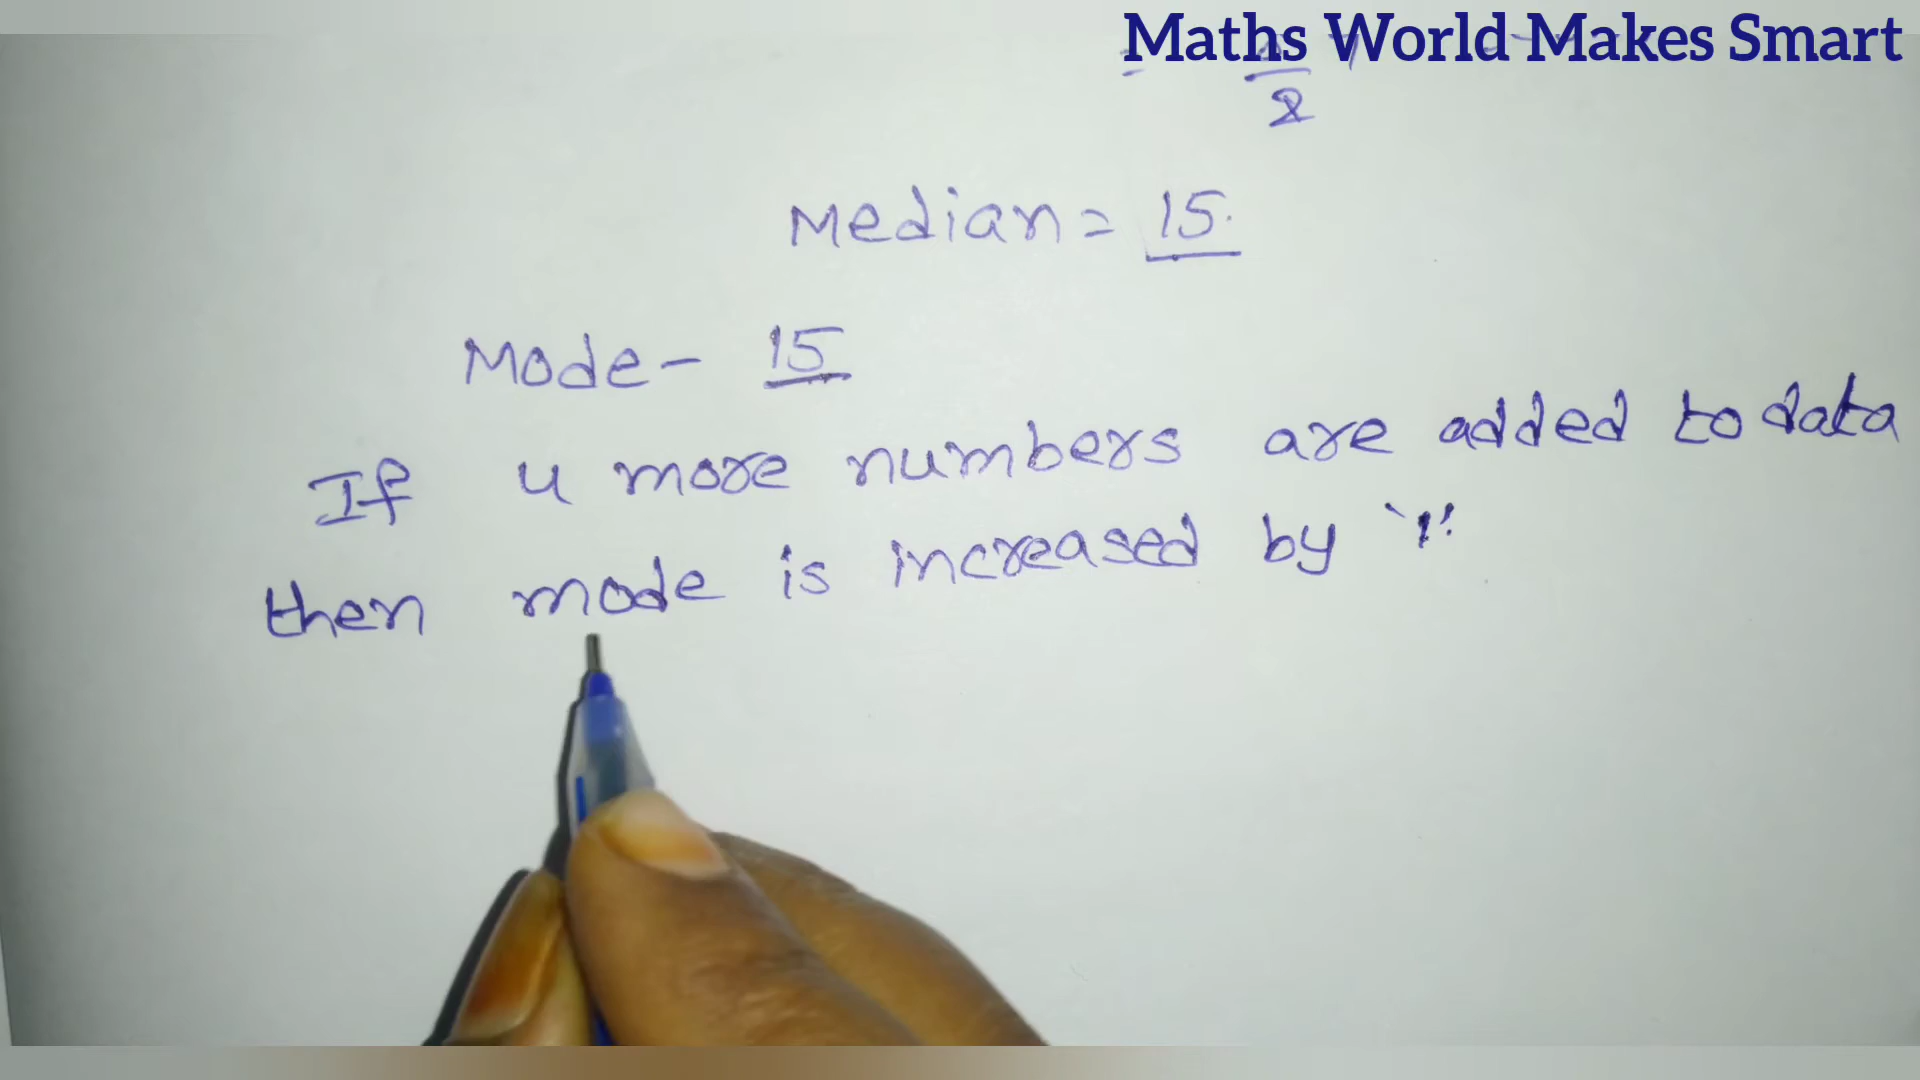 Maths World Makes Smart
2
Median = 15.
Mode - 15
If 4 more numbers are added to data
then mode is increased by '1'.